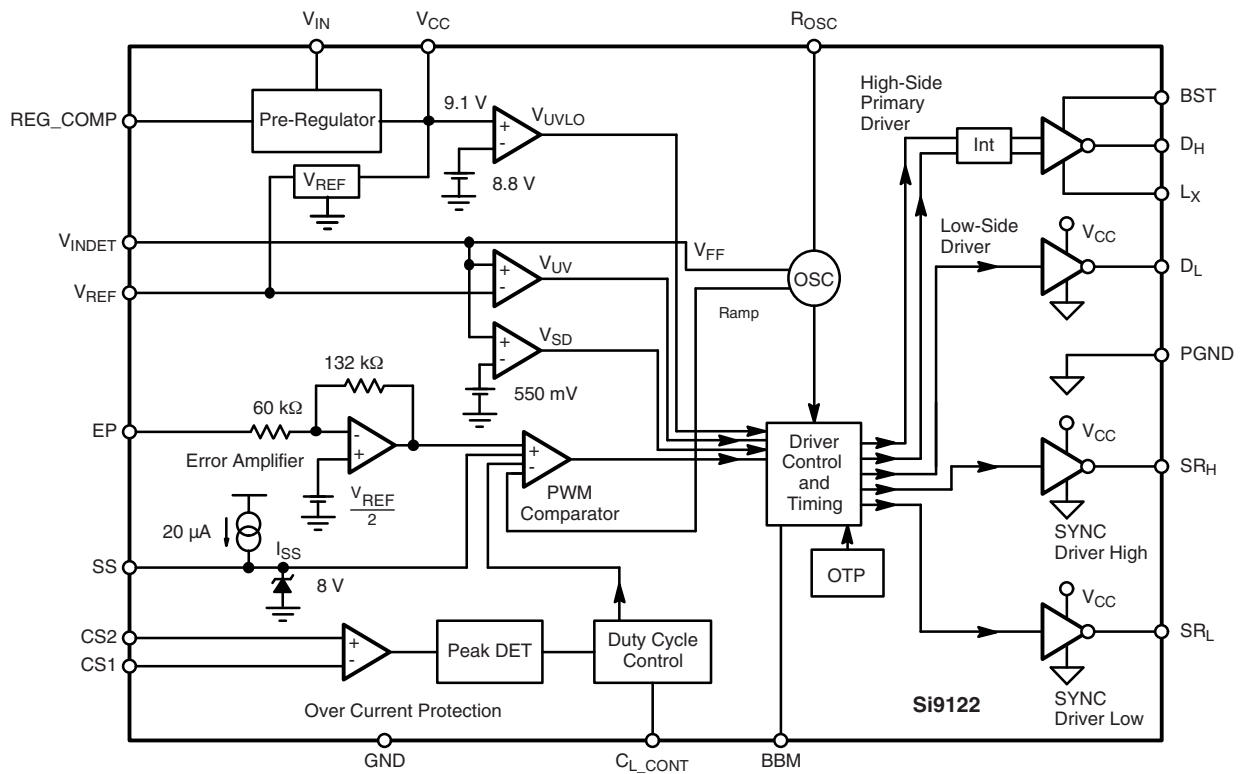 VIN
VCC
ROSC
REG_COMP
Pre-Regulator
9.1 V
VUVLO
High-Side
Primary
Driver
Int
BST
DH
LX
VREF
8.8 V
VINDET
VFF
Low-Side
Driver
VCC
DL
VREF
VUV
OSC
Ramp
VSD
550 mV
PGND
132 kΩ
60 kΩ
EP
Error Amplifier
VREF
2
PWM
Comparator
Driver
Control
and
Timing
VCC
SRH
SYNC
Driver High
20 µA
ISS
SS
8 V
OTP
VCC
CS2
CS1
Peak DET
Duty Cycle
Control
SRL
Over Current Protection
Si9122
SYNC
Driver Low
GND
CL_CONT
BBM
+
-
+
-
+
-
-
+
+
-
+
-